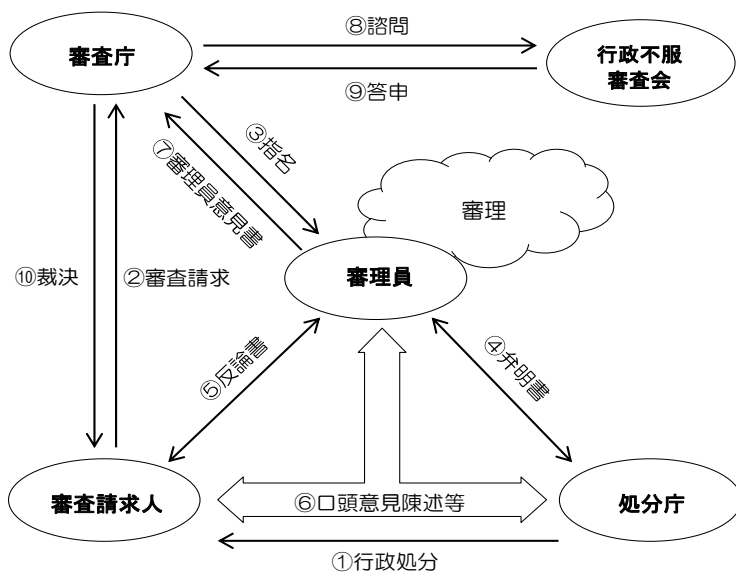 ⑧諮問
審査庁
行政不服
審査会
⑨答申
③指名
⑦審理員意見書
審理
審理員
⑩裁決
②審査請求
⑤反論書
④弁明書
審査請求人
⑥口頭意見陳述等
処分庁
①行政処分